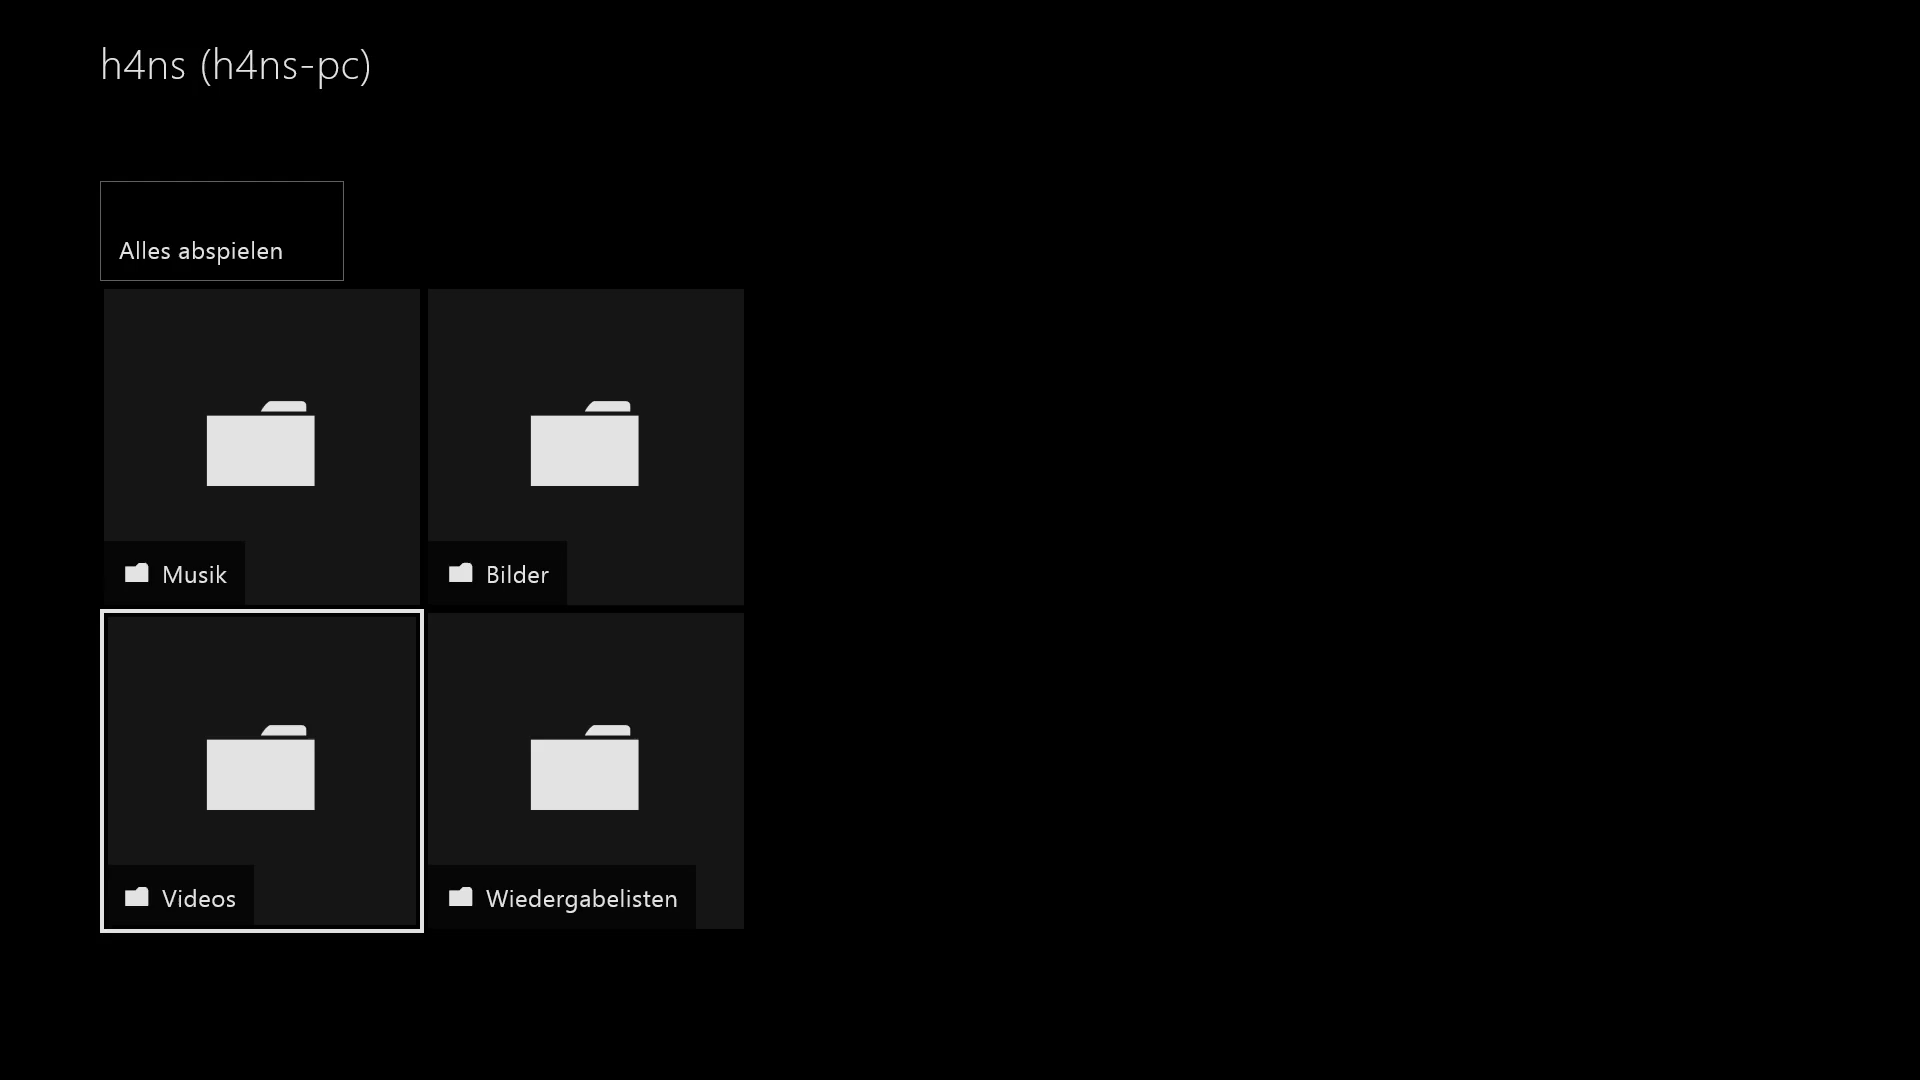 h4ns (h4ns-pc)
Alles abspielen
Musik
Bilder
Videos
Wiedergabelisten